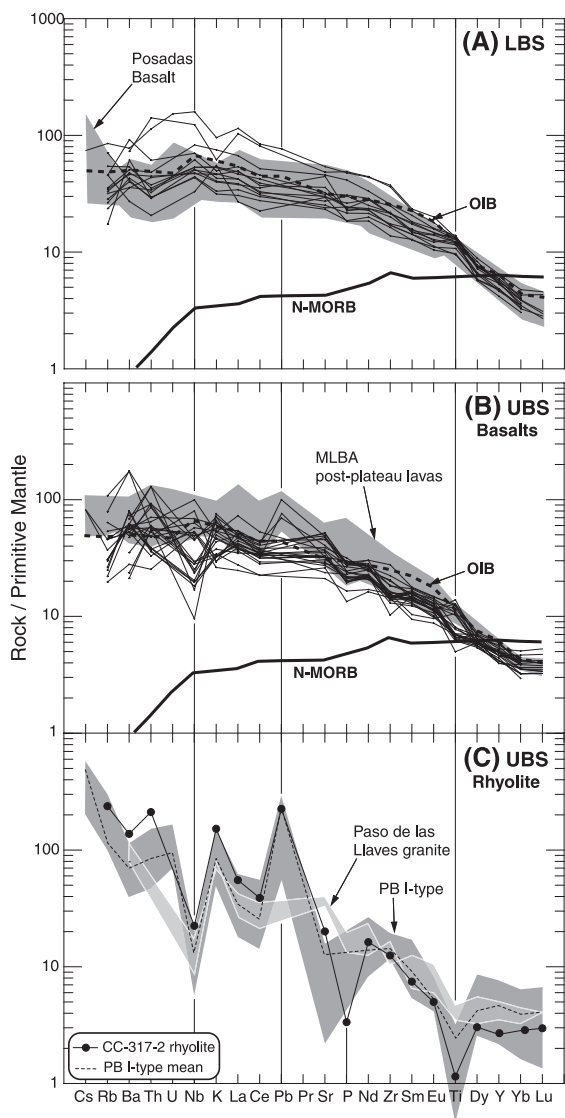 1000
(A) LBS
Posadas
Basalt
100
OIB
10
N-MORB
1
(B) UBS
Basalts
MLBA
post-plateau lavas
100
OIB
10
N-MORB
1
Rock / Primitive Mantle
(C) UBS
Rhyolite
100
Paso de las
Llaves granite
PB I-type
10
CC-317-2 rhyolite
PB I-type mean
1
Cs Rb Ba Th U Nb K La Ce Pb Pr Sr P Nd Zr Sm Eu Ti Dy Y Yb Lu